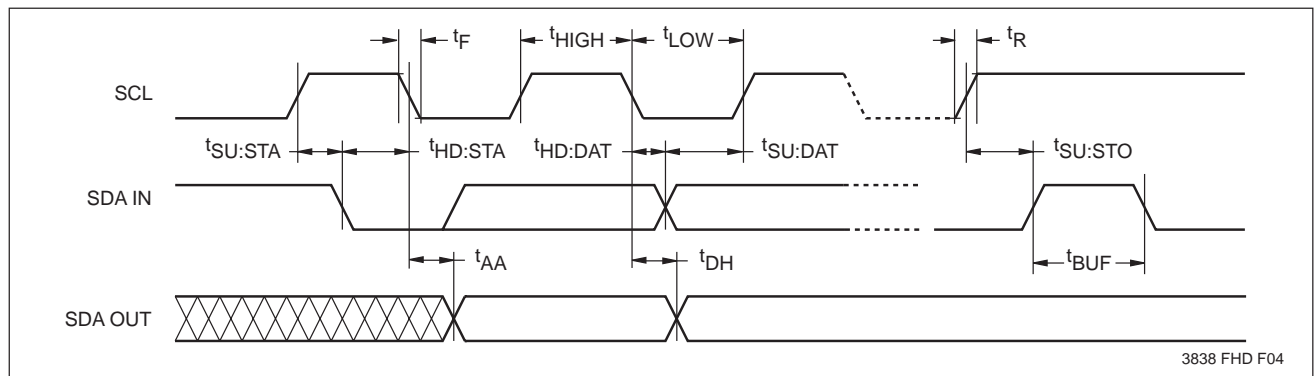 tF tHIGH tLOW tR
SCL
tSU:STA tHD:STA tHD:DAT tSU:DAT tSU:STO
SDA IN
tAA tDH tBUF
SDA OUT
3838 FHD F04